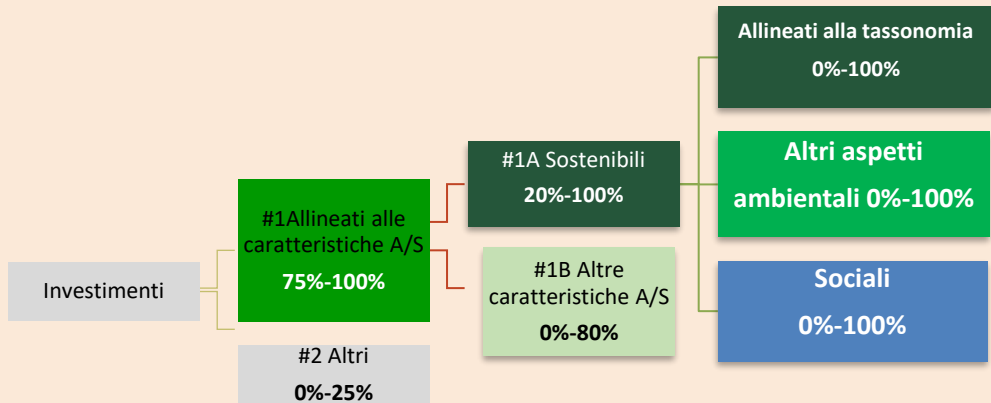 Investimenti
#1Allineati alle
caratteristiche A/S
75%-100%
#2 Altri
0%-25%
#1A Sostenibili
20%-100%
#1B Altre
caratteristiche A/S
0%-80%
Allineati alla tassonomia
0%-100%
Altri aspetti
ambientali 0%-100%
Sociali
0%-100%